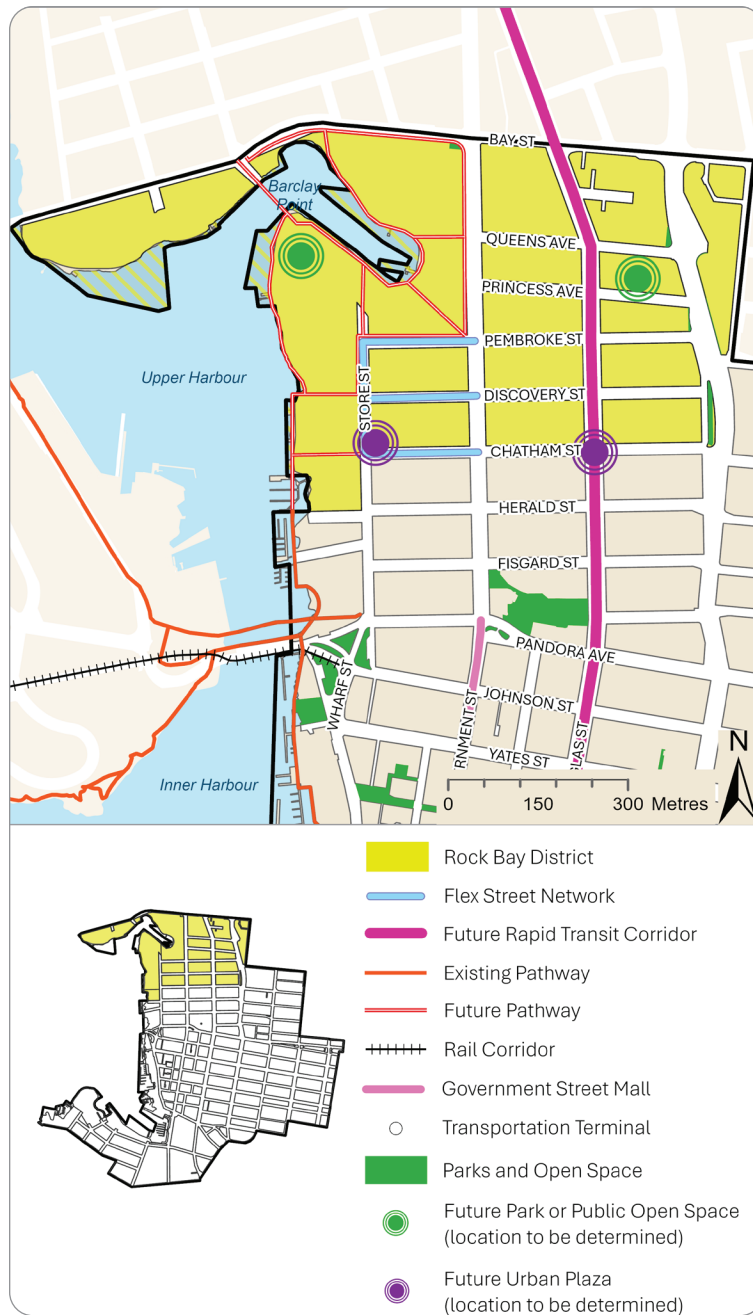 BAY ST
Barclay
Point
QUEENS AVE
PRINCESS AVE
PEMBROKE ST
Upper Harbour
STORE ST
DISCOVERY ST
CHATHAM ST
HERALD ST
FISGARD ST
PANDORA AVE
WHARF ST
JOHNSON ST
RNMENT ST
LAS ST
YATES ST
N
Inner Harbour
0 150 300 Metres
Rock Bay District
Flex Street Network
Future Rapid Transit Corridor
Existing Pathway
Future Pathway
Rail Corridor
Government Street Mall
Transportation Terminal
Parks and Open Space
Future Park or Public Open Space
(location to be determined)
Future Urban Plaza
(location to be determined)